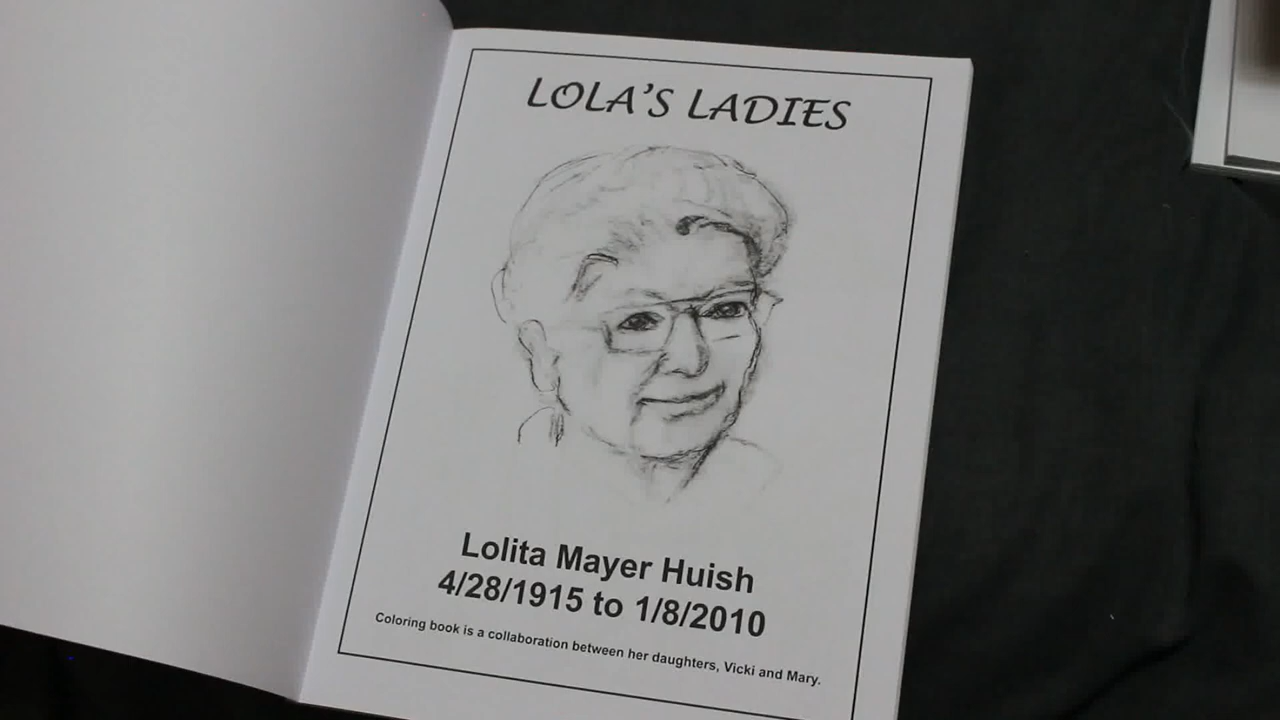 LOLA'S LADIES
Lolita Mayer Huish
4/28/1915 to 1/8/2010
Coloring book is a collaboration between her daughters, Vicki and Mary.